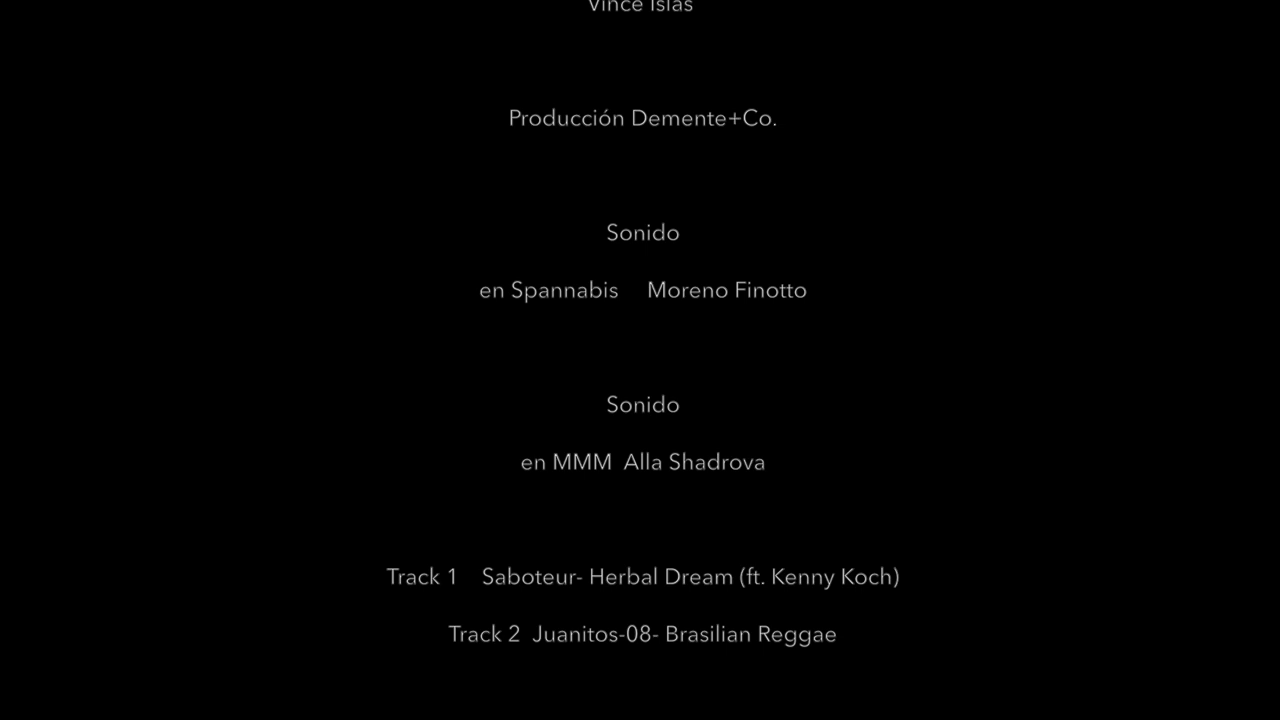 Vince Islas
Producción Demente+Co.
Sonido
en Spannabis Moreno Finotto
Sonido
en MMM Alla Shadrova
Track 1 Saboteur- Herbal Dream (ft. Kenny Koch)
Track 2 Juanitos-08- Brasilian Reggae